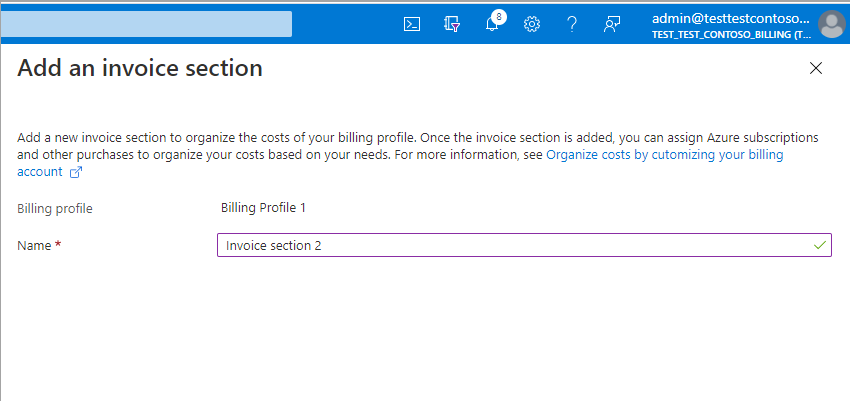 8
admin@testtestcontoso...
TEST_TEST_CONTOSO_BILLING (T...
Add an invoice section
Add a new invoice section to organize the costs of your billing profile. Once the invoice section is added, you can assign Azure subscriptions
and other purchases to organize your costs based on your needs. For more information, see Organize costs by cutomizing your billing
account
Billing profile
Billing Profile 1
Name *
Invoice section 2